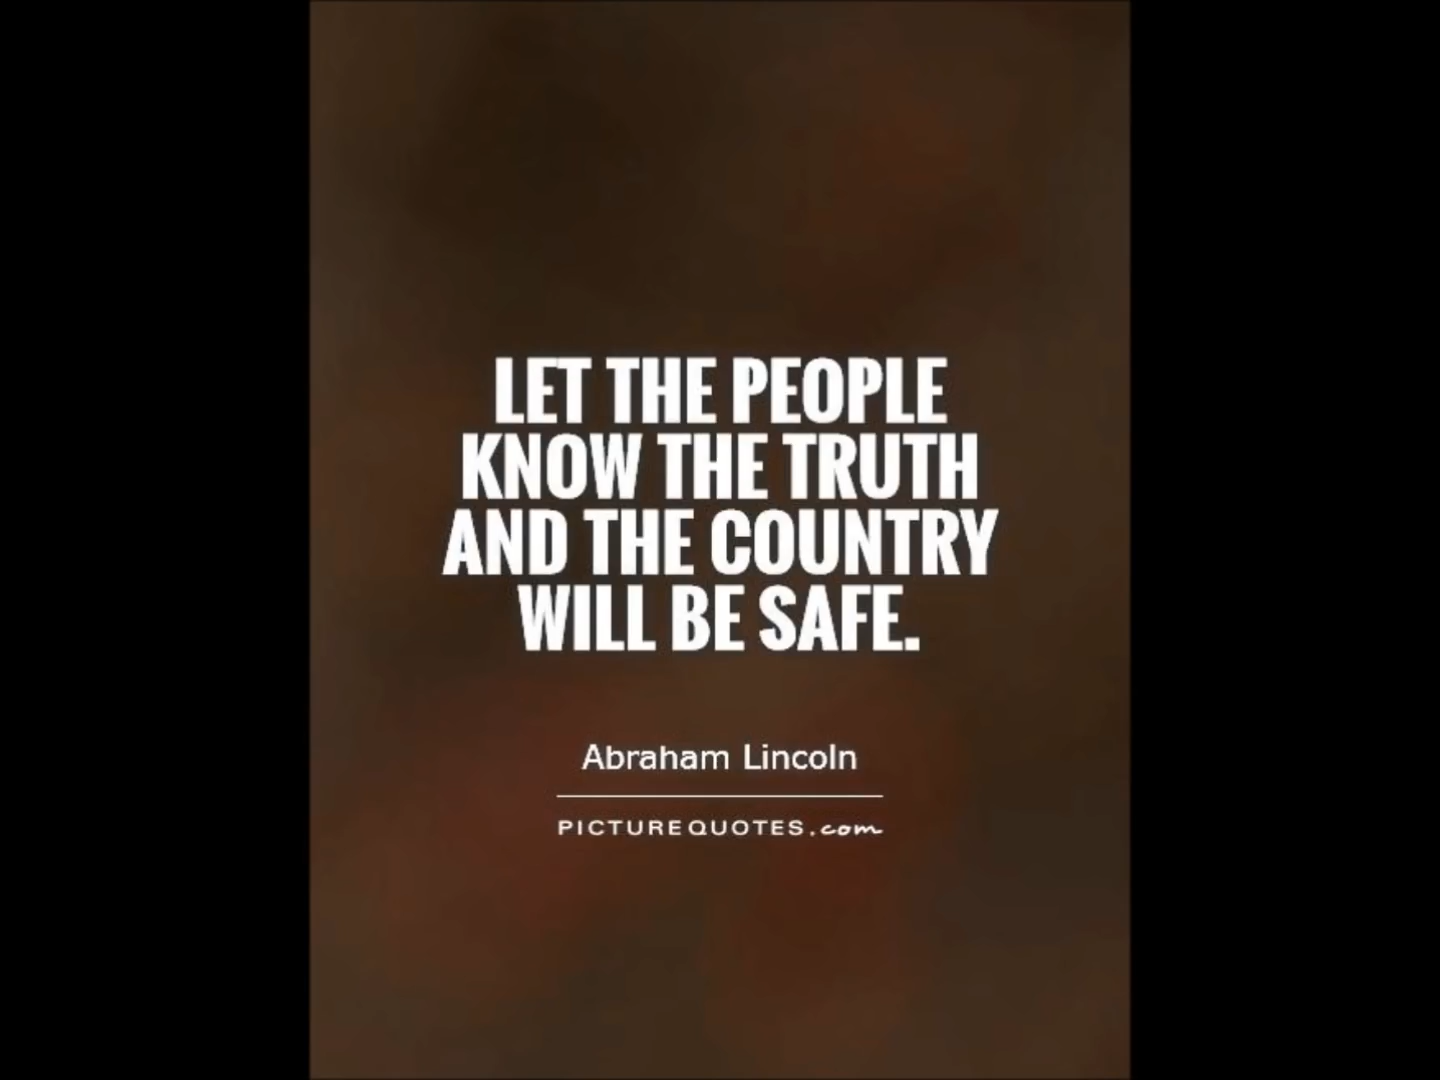 LET THE PEOPLE
KNOW THE TRUTH
AND THE COUNTRY
WILL BE SAFE.
Abraham Lincoln
PICTUREQUOTES.com